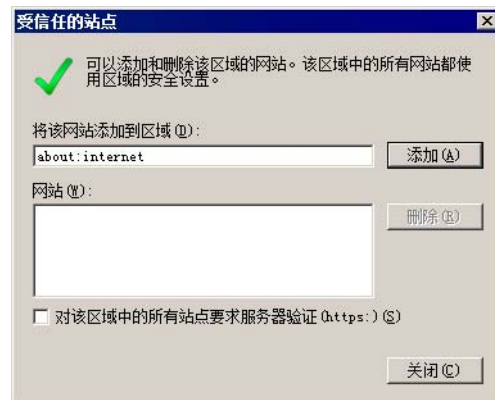 受信任的站点
可以添加和删除该区域的网站。该区域中的所有网站都使
用区域的安全设置。
将该网站添加到区域(D):
about:internet
添加(A)
网站(W):
删除(R)
对该区域中的所有站点要求服务器验证(https:)(S)
关闭(C)